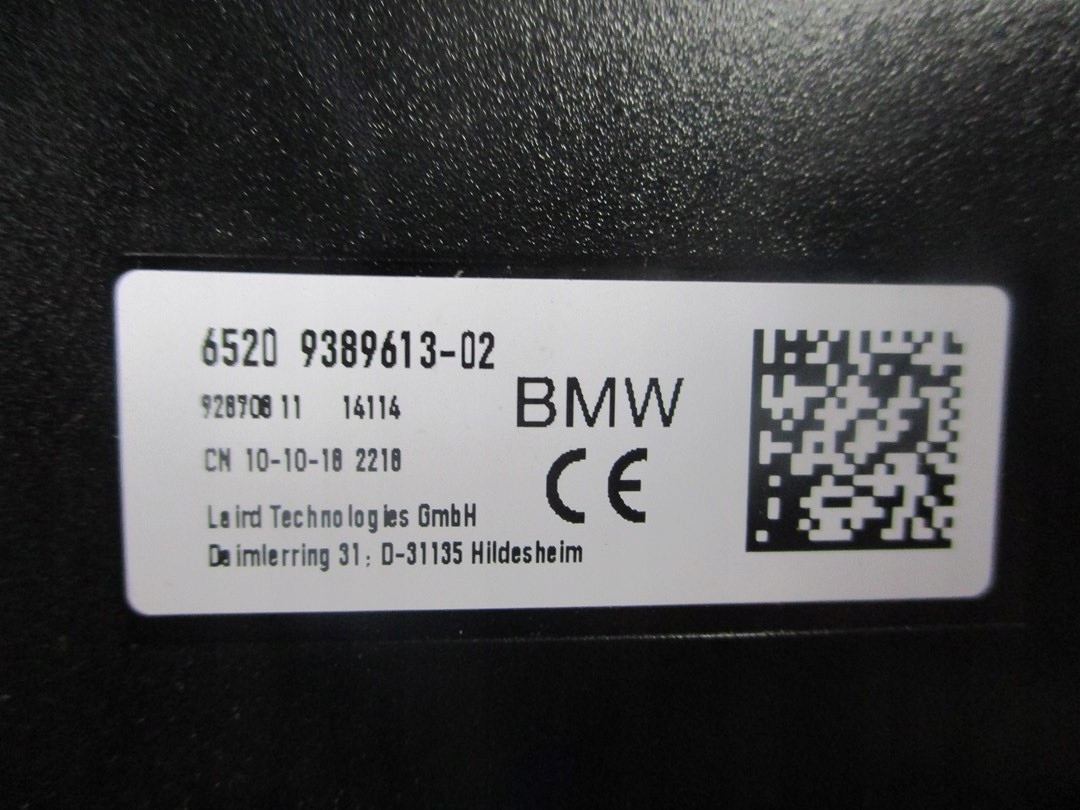 6520 9389613-02
928708 11 14114
CN 10-10-18 2218
BMW
CE
Laird Technologies GmbH
Daimlerring 31; D-31135 Hildesheim